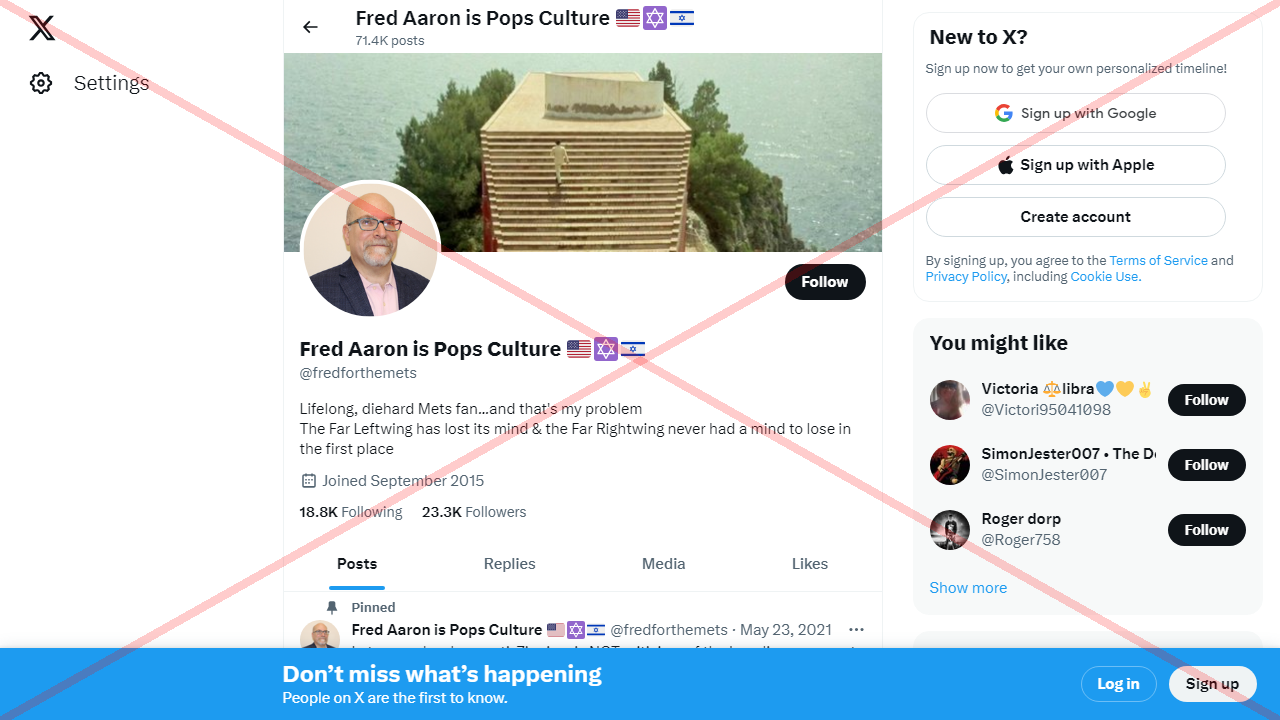 Settings
Fred Aaron is Pops Culture 🇺🇸🔯🇮🇱
71.4K posts
Follow
Fred Aaron is Pops Culture 🇺🇸🔯🇮🇱
@fredforthemets
Lifelong, diehard Mets fan...and that's my problem
The Far Leftwing has lost its mind & the Far Rightwing never had a mind to lose in
the first place
Joined September 2015
18.8K Following 23.3K Followers
Posts Replies Media Likes
Pinned
Fred Aaron is Pops Culture 🇺🇸🔯🇮🇱 @fredforthemets · May 23, 2021
New to X?
Sign up now to get your own personalized timeline!
Sign up with Google
Sign up with Apple
Create account
By signing up, you agree to the Terms of Service and
Privacy Policy, including Cookie Use.
You might like
Victoria ⚖️libra💙💛✌
@Victori95041098
Follow
SimonJester007 • The
@SimonJester007
Follow
Roger dorp
@Roger758
Follow
Show more
Don’t miss what’s happening
People on X are the first to know.
Log in
Sign up